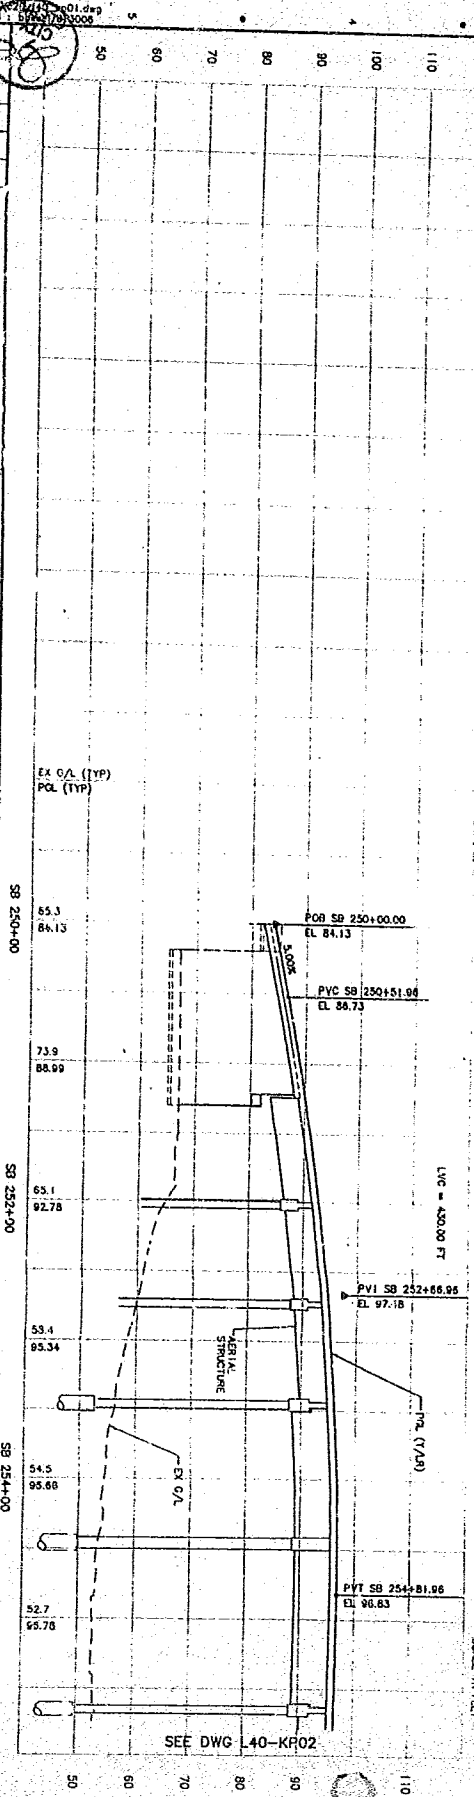 50
60
70
80
90
100
110
EX G/L (TYP)
PGL (TYP)
SB 250+00
65.3
84.13
POB SB 250+00.00
EL 84.13
5.00%
PVC SB 250+51.96
EL 86.73
73.9
88.99
SB 252+00
65.1
92.78
LVC = 430.00 FT
PVI SB 252+66.96
EL 97.18
53.4
95.34
AERIAL
STRUCTURE
PGL (T/LR)
SB 254+00
54.5
95.68
EX G/L
PVT SB 254+81.96
EL 96.83
52.7
95.78
SEE DWG L40-KP02
50
60
70
80
90
110